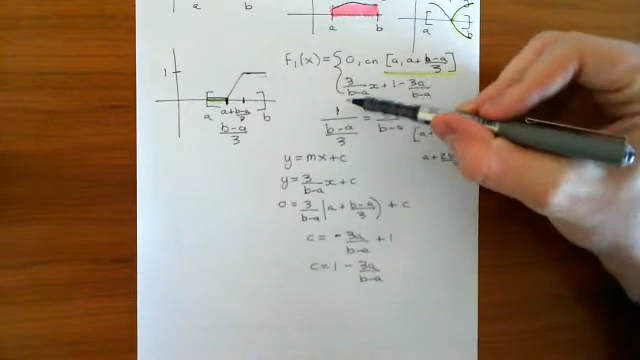 a b
a b
[ ]
a b
f₁(x) = { 0, on [a, a + (b-a)/3]
3/(b-a) x + 1 - 3a/(b-a)
1
a a + (b-a)/3 b
(b-a)/3
1/((b-a)/3) =
[a +
y = mx + c
y = 3/(b-a) x + c
0 = 3/(b-a) (a + (b-a)/3) + c
c = - 3a/(b-a) + 1
c = 1 - 3a/(b-a)